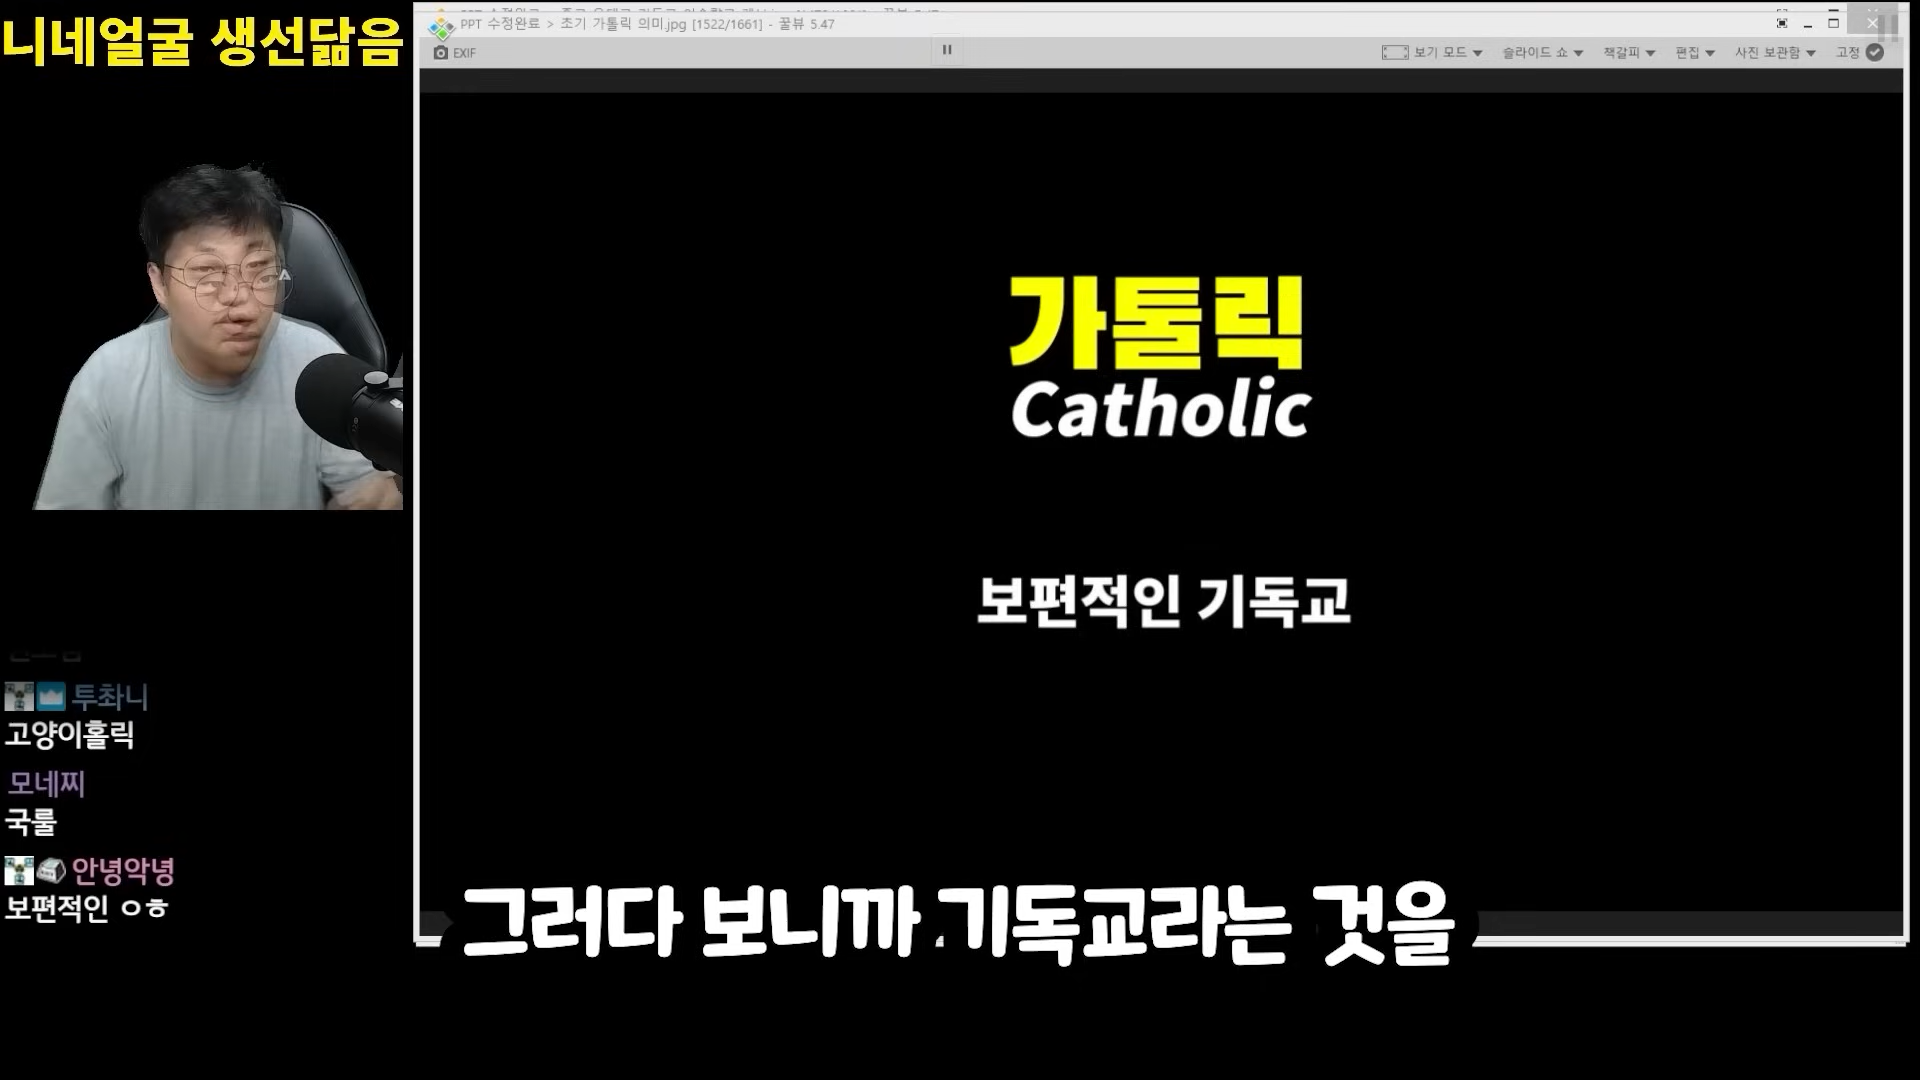 니네얼굴 생선닮음
PPT 수정완료 > 초기 가톨릭 의미.jpg [1522/1661] - 꿀뷰 5.47
EXIF
보기 모드
슬라이드 쇼
책갈피
편집
사진 보관함
고정
가톨릭
Catholic
보편적인 기독교
투촤니
고양이홀릭
모네찌
국룰
안녕악녕
보편적인 ㅇㅎ
그러다 보니까 기독교라는 것을